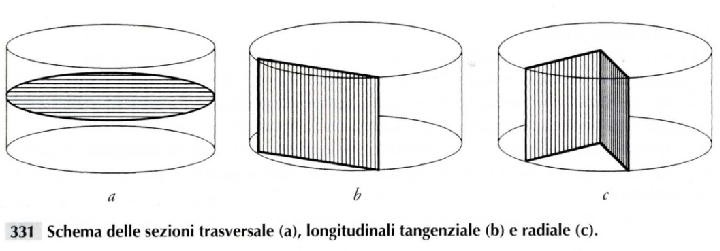 a b c
331 Schema delle sezioni trasversale (a), longitudinali tangenziale (b) e radiale (c).